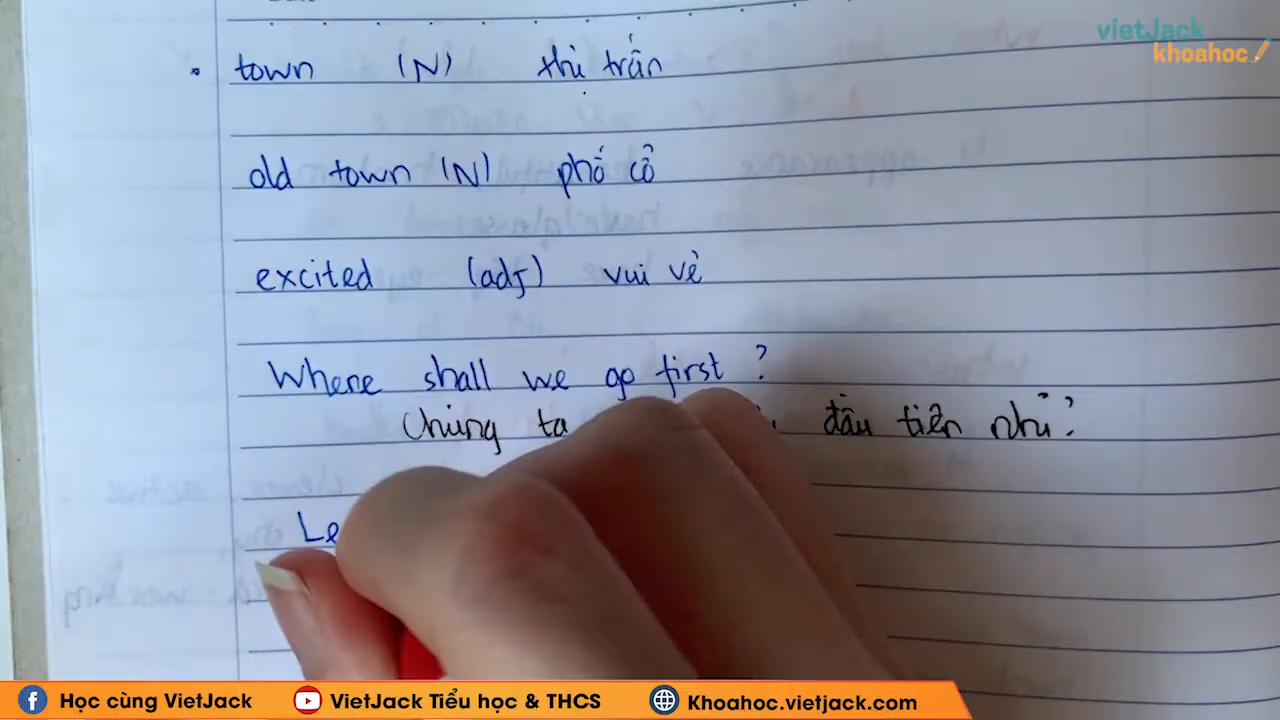 vietJack
khoahoc
• town (N) thị trấn
old town (N) phố cổ
excited (adj) vui vẻ
Where shall we go first ?
Chúng ta đầu tiên nhỉ?
Le
Học cùng VietJack
VietJack Tiểu học & THCS
Khoahoc.vietjack.com